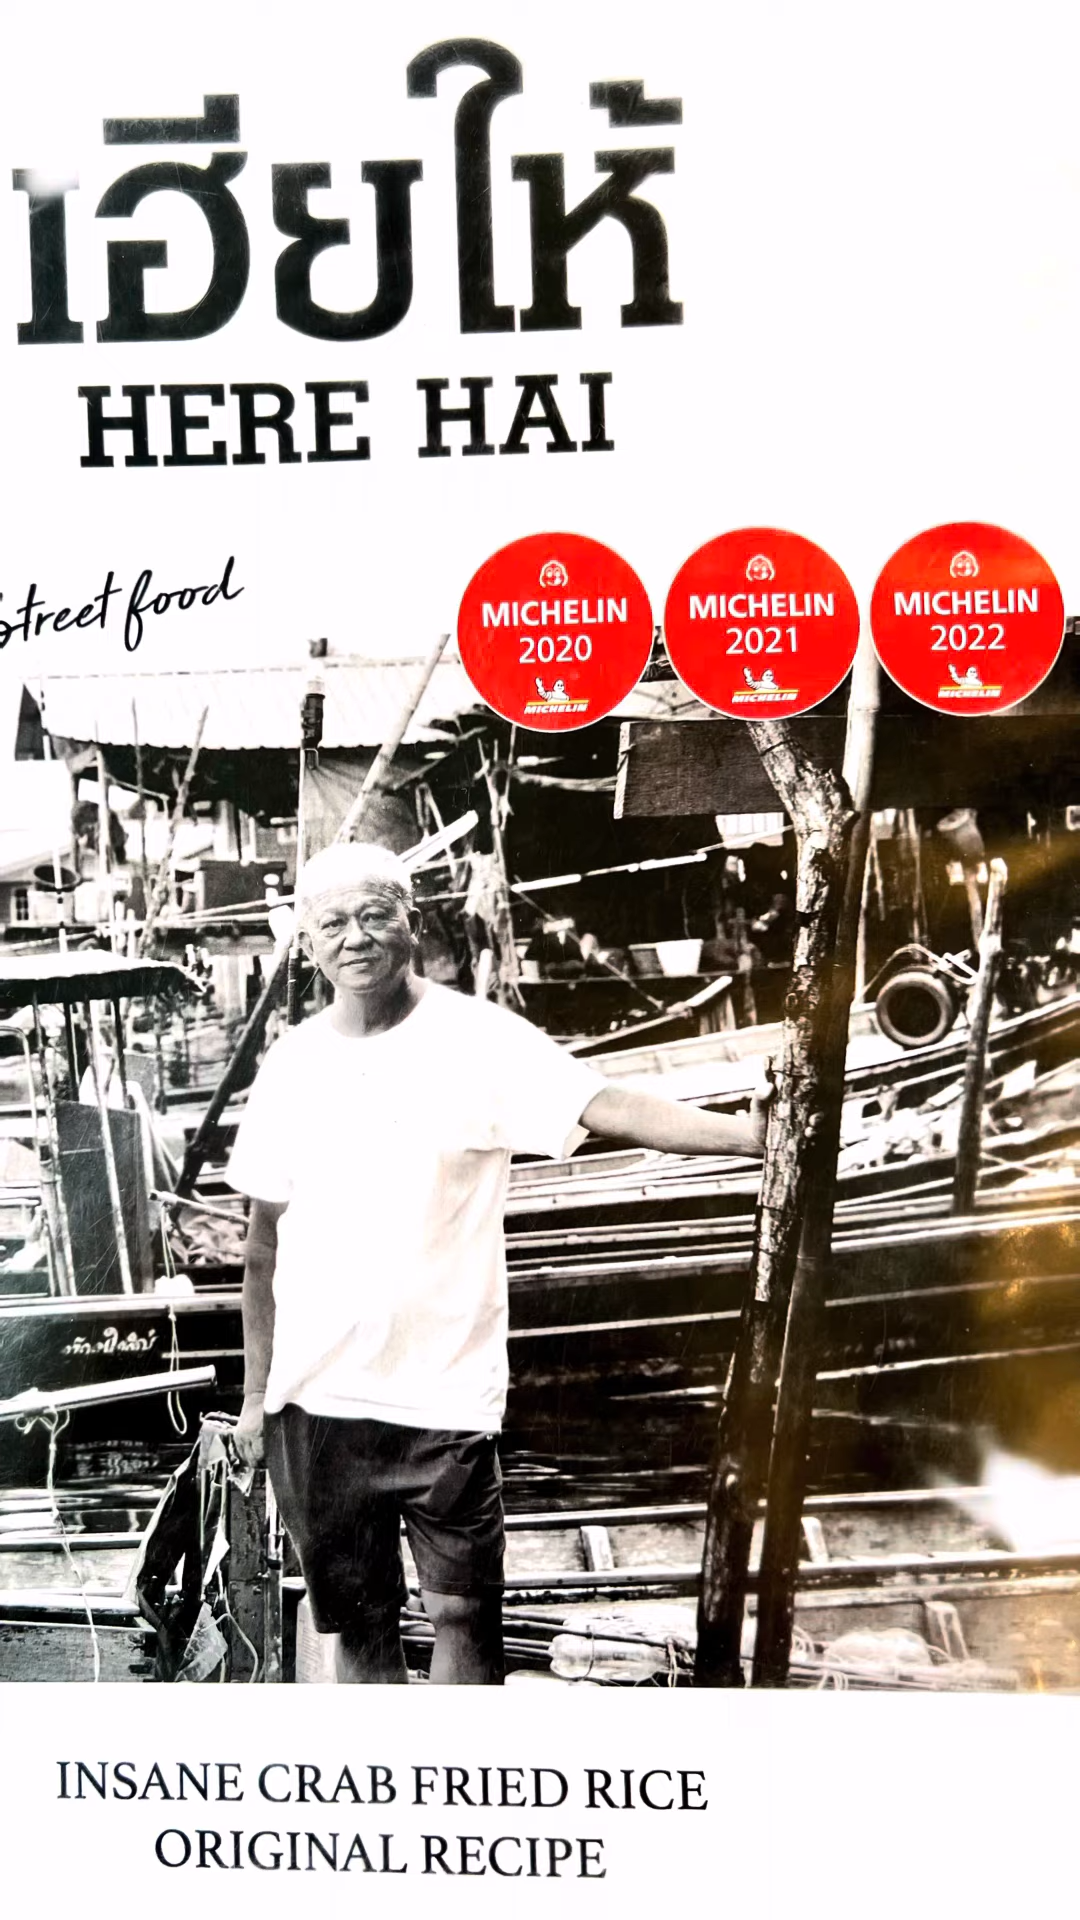 เฮียให้
HERE HAI
street food
MICHELIN
2020
MICHELIN
MICHELIN
2021
MICHELIN
MICHELIN
2022
MICHELIN
INSANE CRAB FRIED RICE
ORIGINAL RECIPE